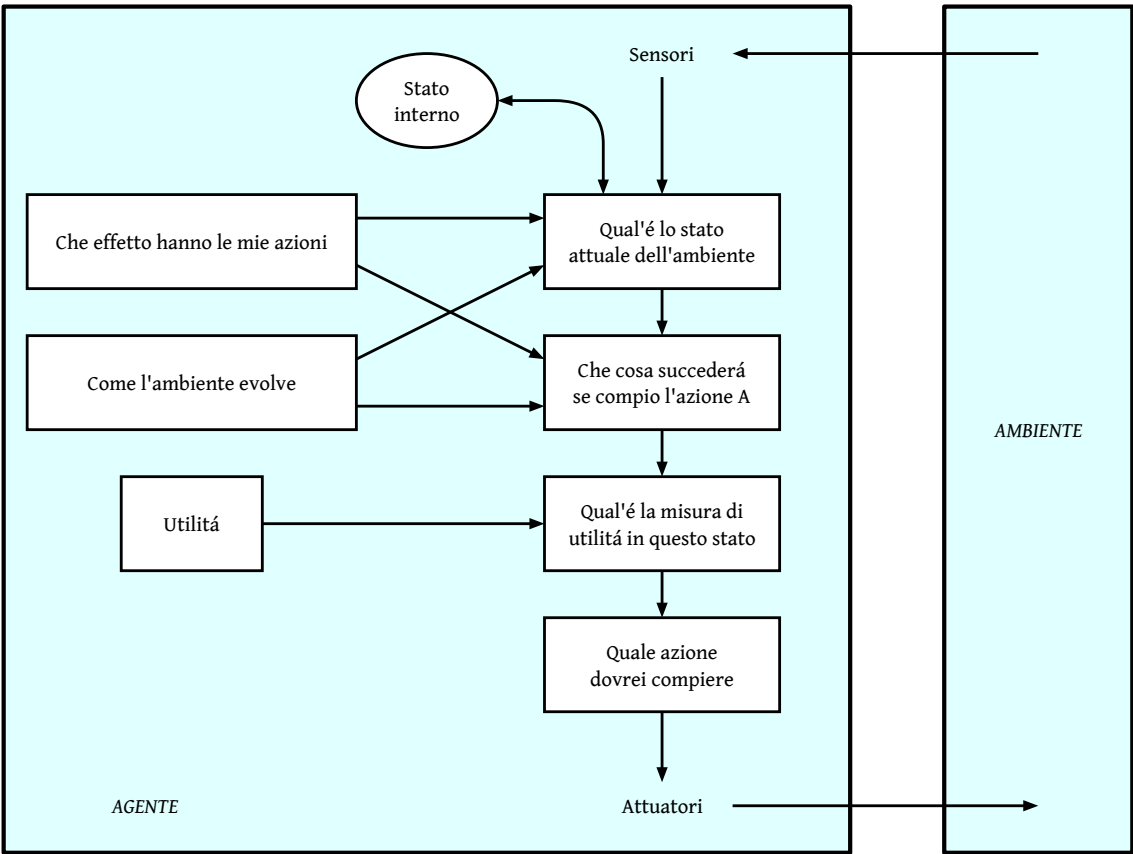 Sensori
Stato
interno
Che effetto hanno le mie azioni
Qual'é lo stato
attuale dell'ambiente
Come l'ambiente evolve
Che cosa succederá
se compio l'azione A
AMBIENTE
Utilitá
Qual'é la misura di
utilitá in questo stato
Quale azione
dovrei compiere
AGENTE
Attuatori